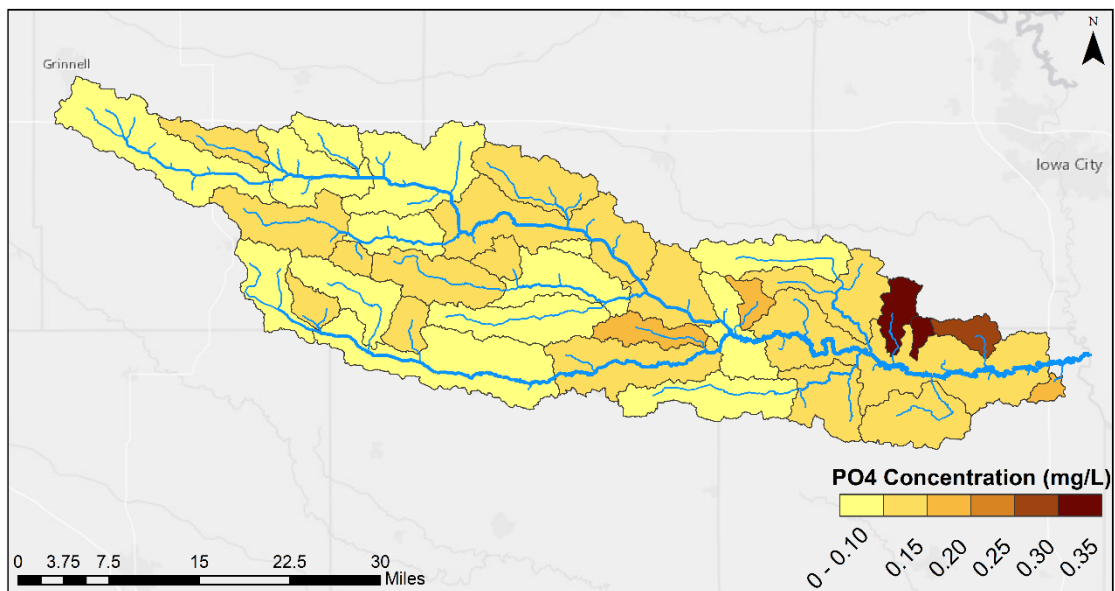 N
Grinnell
Iowa City
PO4 Concentration (mg/L)
0 - 0.10
0.15
0.20
0.25
0.30
0.35
0 3.75 7.5 15 22.5 30
Miles